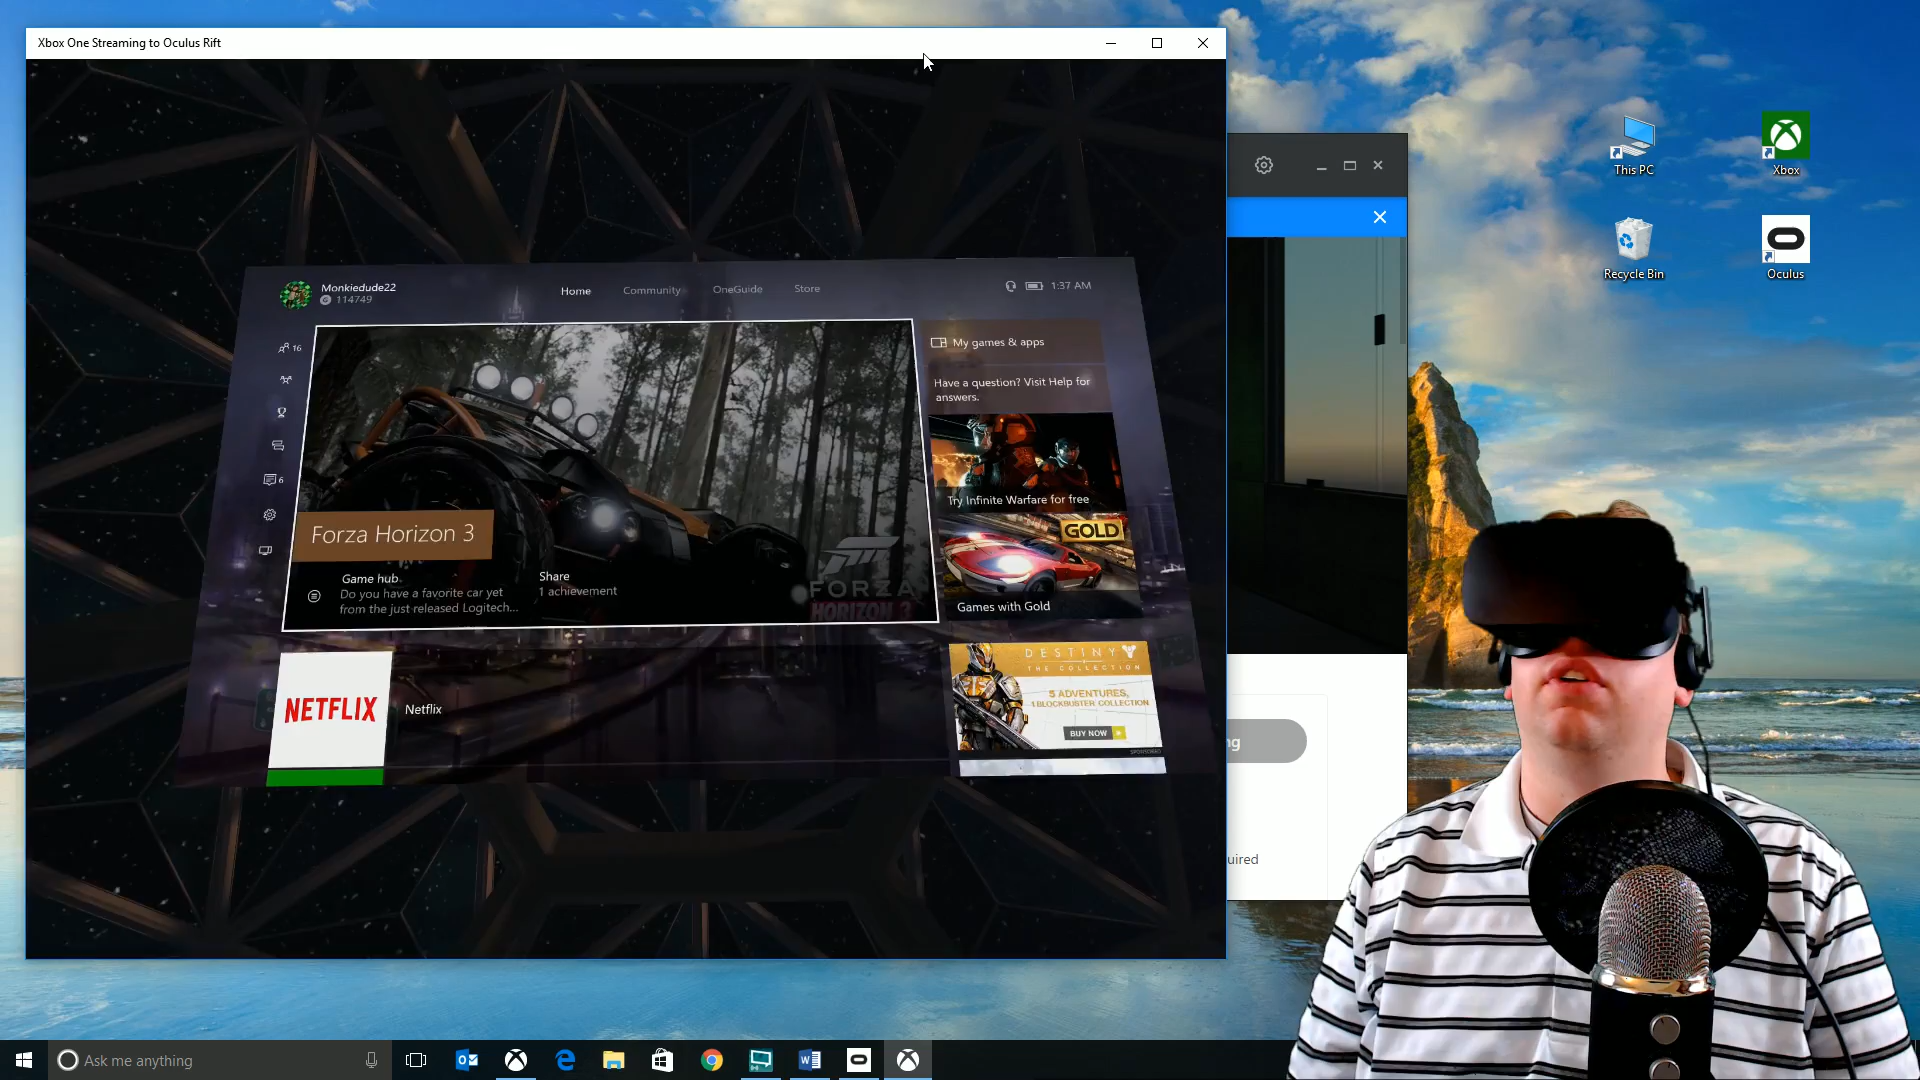 Xbox One Streaming to Oculus Rift
This PC
Xbox
Recycle Bin
Oculus
Monkiedude22
G 114749
Home
Community
OneGuide
Store
1:37 AM
16
6
My games & apps
Have a question? Visit Help for
answers.
Try Infinite Warfare for free
GOLD
Games with Gold
Forza Horizon 3
Game hub
Do you have a favorite car yet
from the just-released Logitech...
Share
1 achievement
FORZA
HORIZON 3
NETFLIX
Netflix
DESTINY
THE COLLECTION
5 ADVENTURES,
1 BLOCKBUSTER COLLECTION
BUY NOW
SPONSORED
ng
uired
Ask me anything